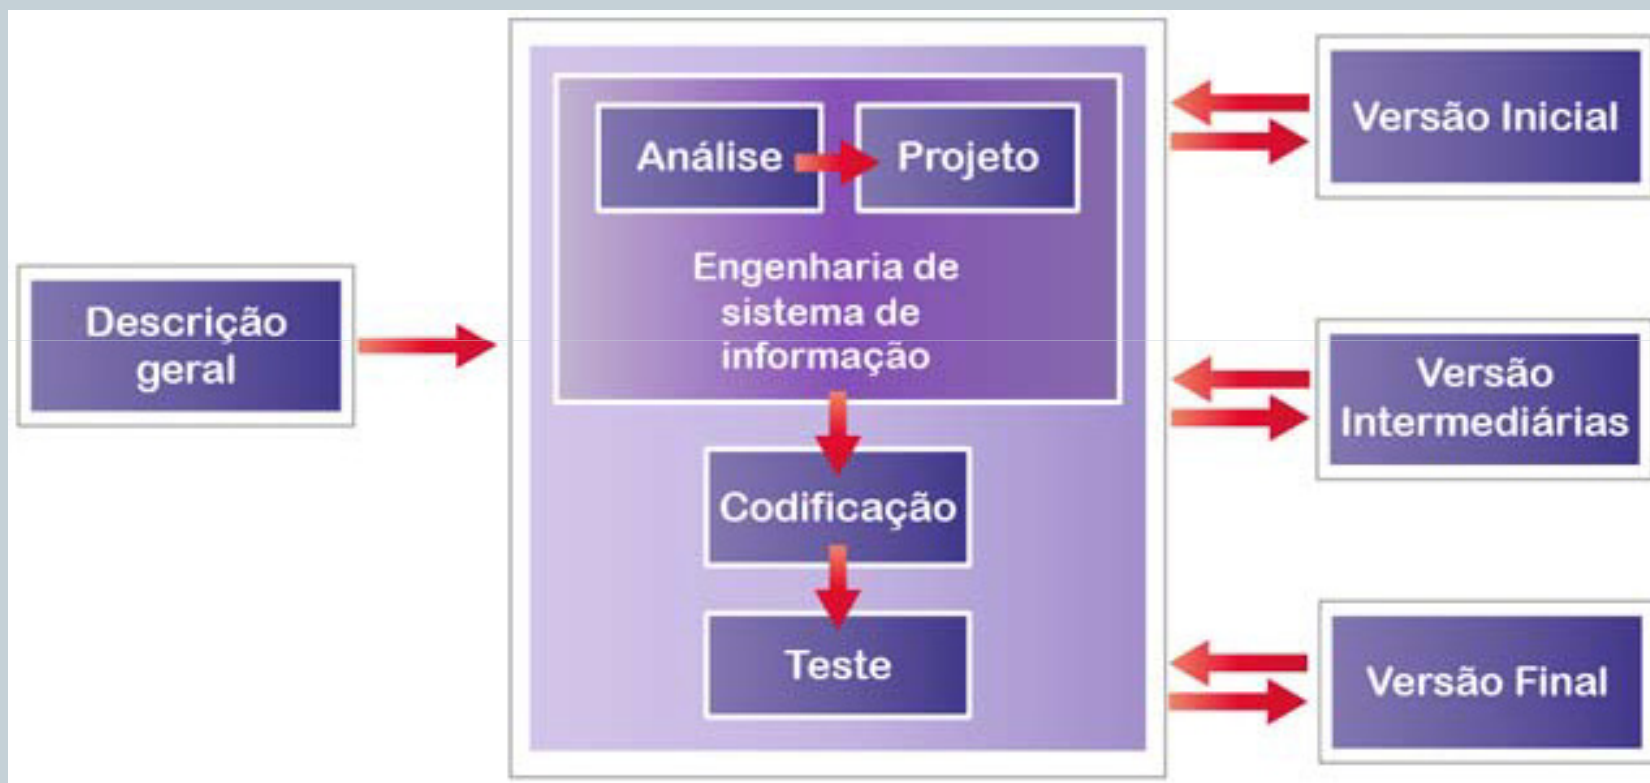 Descrição
geral
Análise
Projeto
Engenharia de
sistema de
informação
Codificação
Teste
Versão Inicial
Versão
Intermediárias
Versão Final